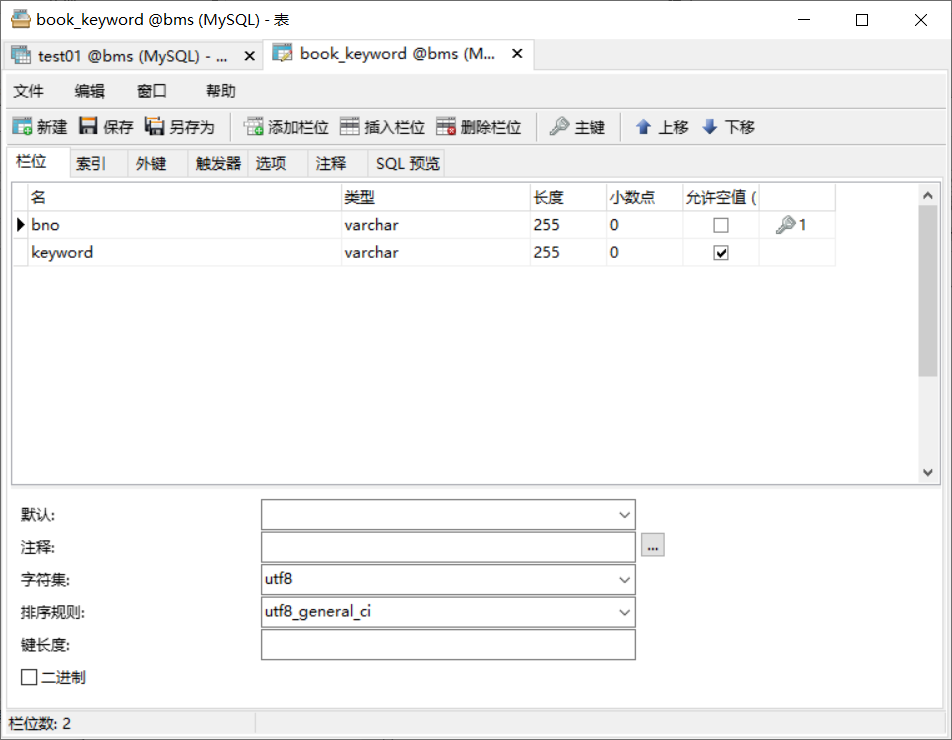 book_keyword @bms (MySQL) - 表
test01 @bms (MySQL) - ...
book_keyword @bms (M...
文件 编辑 窗口 帮助
新建 保存 另存为 添加栏位 插入栏位 删除栏位 主键 上移 下移
栏位 索引 外键 触发器 选项 注释 SQL 预览
名 类型 长度 小数点 允许空值 (
bno varchar 255 0 1
keyword varchar 255 0
默认:
注释: ...
字符集: utf8
排序规则: utf8_general_ci
键长度:
二进制
栏位数: 2